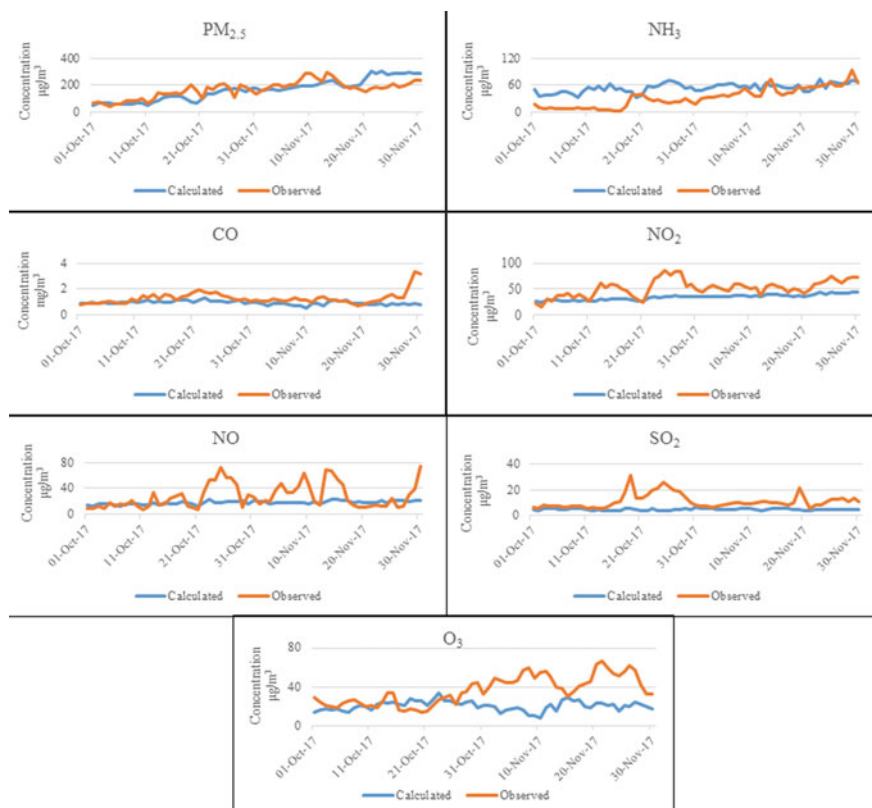 PM2.5
Concentration
µg/m³
400
200
0
01-Oct-17
11-Oct-17
21-Oct-17
31-Oct-17
10-Nov-17
20-Nov-17
30-Nov-17
Calculated Observed
NH3
Concentration
µg/m³
120
60
0
01-Oct-17
11-Oct-17
21-Oct-17
31-Oct-17
10-Nov-17
20-Nov-17
30-Nov-17
Calculated Observed
CO
Concentration
mg/m³
4
2
0
01-Oct-17
11-Oct-17
21-Oct-17
31-Oct-17
10-Nov-17
20-Nov-17
30-Nov-17
Calculated Observed
NO2
Concentration
µg/m³
100
50
0
01-Oct-17
11-Oct-17
21-Oct-17
31-Oct-17
10-Nov-17
20-Nov-17
30-Nov-17
Calculated Observed
NO
Concentration
µg/m³
80
40
0
01-Oct-17
11-Oct-17
21-Oct-17
31-Oct-17
10-Nov-17
20-Nov-17
30-Nov-17
Calculated Observed
SO2
Concentration
µg/m³
40
20
0
01-Oct-17
11-Oct-17
21-Oct-17
31-Oct-17
10-Nov-17
20-Nov-17
30-Nov-17
Calculated Observed
O3
Concentration
µg/m³
80
40
0
01-Oct-17
11-Oct-17
21-Oct-17
31-Oct-17
10-Nov-17
20-Nov-17
30-Nov-17
Calculated Observed